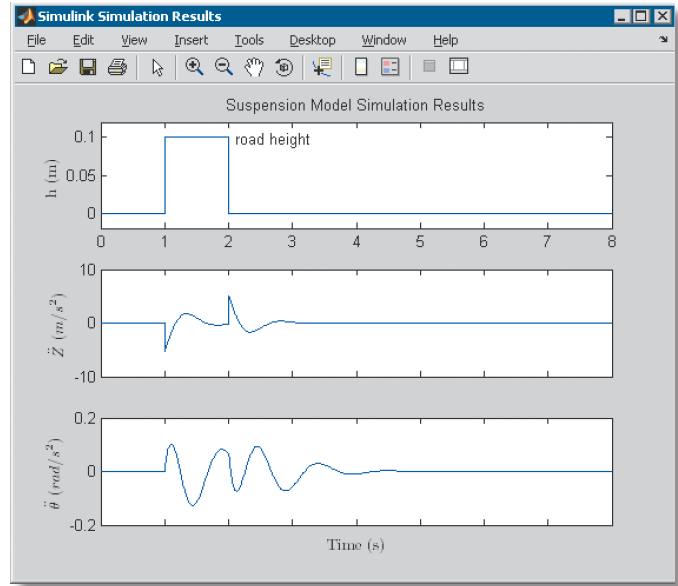 Simulink Simulation Results
File Edit View Insert Tools Desktop Window Help
Suspension Model Simulation Results
h (m)
0.1
0.05
0
road height
0 1 2 3 4 5 6 7 8
Z̈ (m/s²)
10
0
-10
θ̈ (rad/s²)
0.2
0
-0.2
Time (s)